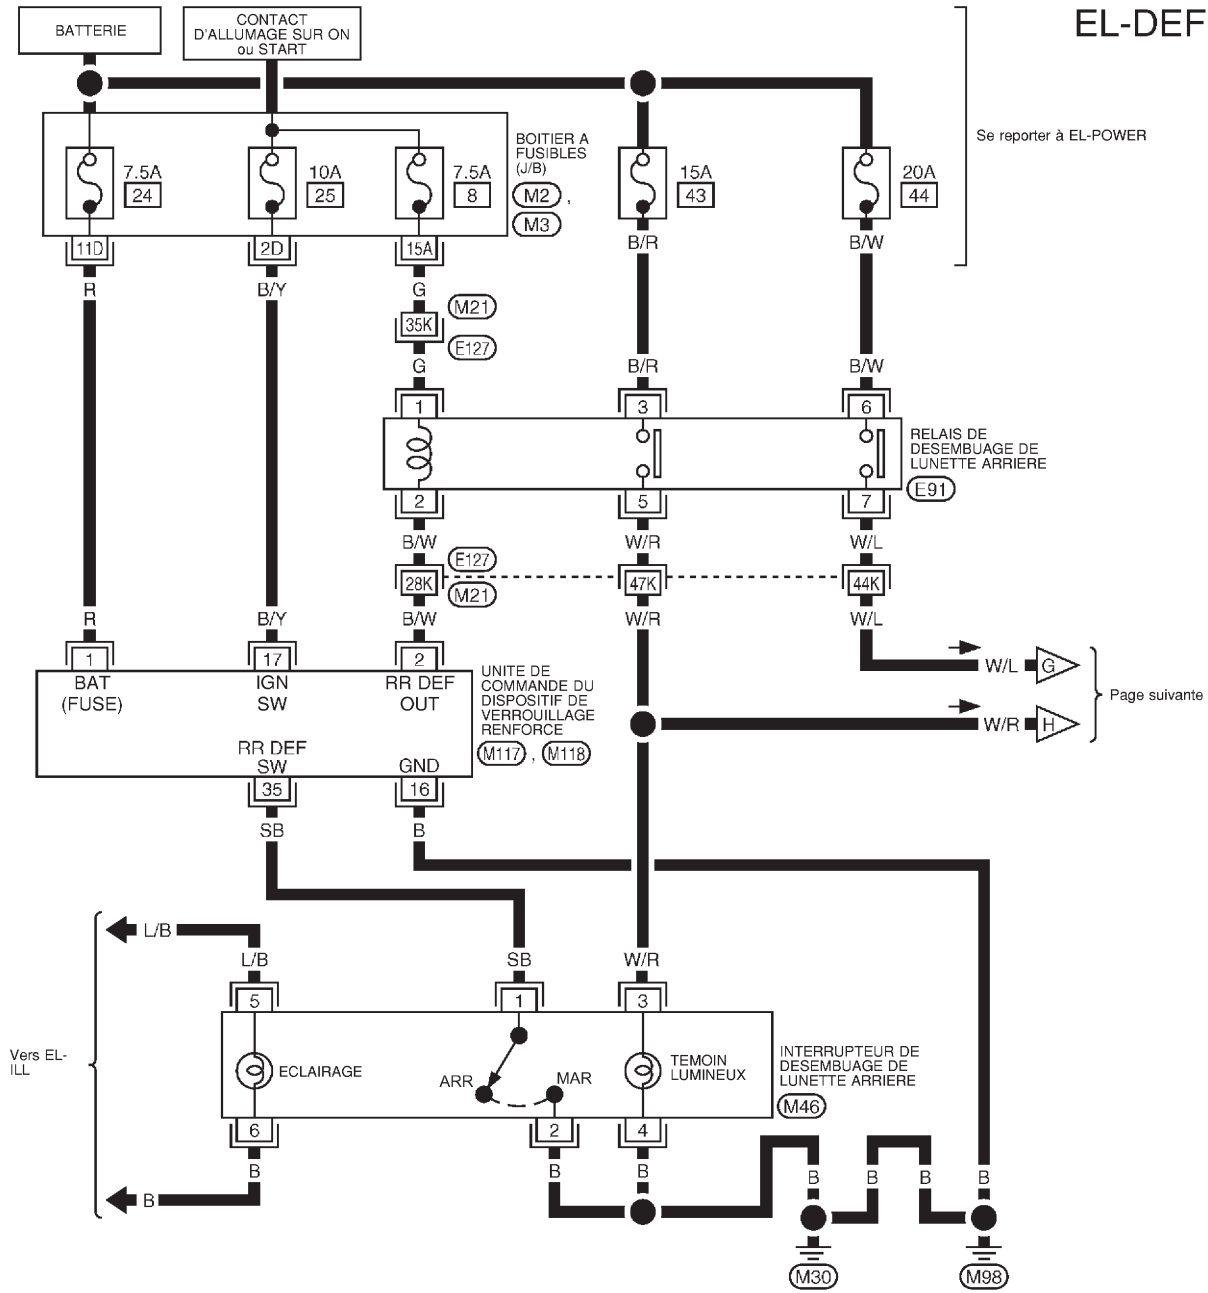 EL-DEF
BATTERIE
CONTACT
D'ALLUMAGE SUR ON
ou START
Se reporter à EL-POWER
BOITIER A
FUSIBLES
(J/B)
M2 ,
M3
7.5A
24
10A
25
7.5A
8
15A
43
20A
44
11D
2D
15A
B/R
B/W
R
B/Y
G
M21
35K
E127
G
B/R
B/W
1
3
6
RELAIS DE
DESEMBUAGE DE
LUNETTE ARRIERE
E91
2
5
7
B/W
W/R
W/L
E127
28K
47K
44K
M21
R
B/Y
B/W
W/R
W/L
W/L
G
W/R
H
Page suivante
1
17
2
BAT
(FUSE)
IGN
SW
RR DEF
OUT
UNITE DE
COMMANDE DU
DISPOSITIF DE
VERROUILLAGE
RENFORCE
M117 , M118
RR DEF
SW
GND
35
16
SB
B
L/B
L/B
SB
W/R
5
1
3
Vers EL-
ILL
ECLAIRAGE
ARR
MAR
TEMOIN
LUMINEUX
INTERRUPTEUR DE
DESEMBUAGE DE
LUNETTE ARRIERE
M46
6
2
4
B
B
B
B
B
B
B
B
M30
M98